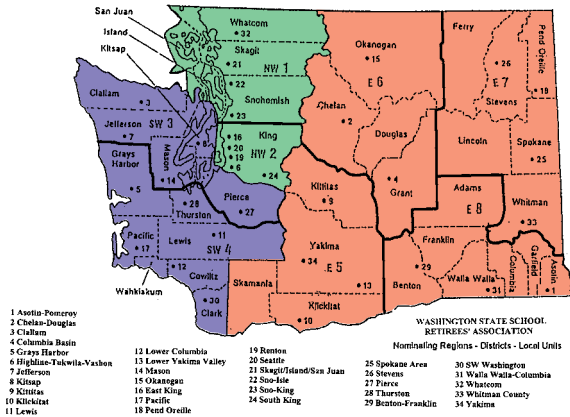 San Juan
Island
Kitsap
Whatcom
32
Skagit
21
NW 1
22
Snohomish
23
Okanogan
15
E 6
Ferry
Pend Oreille
26
E 7
18
Stevens
Clallam
3
Jefferson
SW 3
7
8
Chelan
2
Douglas
Lincoln
Spokane
25
King
16
20
NW 2
19
6
24
Grays
Harbor
5
Mason
14
4
Grant
Kittitas
9
Adams
E 8
Whitman
33
Pierce
27
28
Thurston
11
Pacific
17
Lewis
SW 4
Yakima
34
E 5
13
Franklin
29
Benton
Walla Walla
31
Columbia
Garfield
Asotin
1
12
Cowlitz
Wahkiakum
30
Clark
Skamania
Klickitat
10
WASHINGTON STATE SCHOOL
RETIREES' ASSOCIATION
Nominating Regions - Districts - Local Units
1 Asotin-Pomeroy
2 Chelan-Douglas
3 Clallam
4 Columbia Basin
5 Grays Harbor
6 Highline-Tukwila-Vashon
7 Jefferson
8 Kitsap
9 Kittitas
10 Klickitat
11 Lewis
12 Lower Columbia
13 Lower Yakima Valley
14 Mason
15 Okanogan
16 East King
17 Pacific
18 Pend Oreille
19 Renton
20 Seattle
21 Skagit/Island/San Juan
22 Sno-Isle
23 Sno-King
24 South King
25 Spokane Area
26 Stevens
27 Pierce
28 Thurston
29 Benton-Franklin
30 SW Washington
31 Walla Walla-Columbia
32 Whatcom
33 Whitman County
34 Yakima